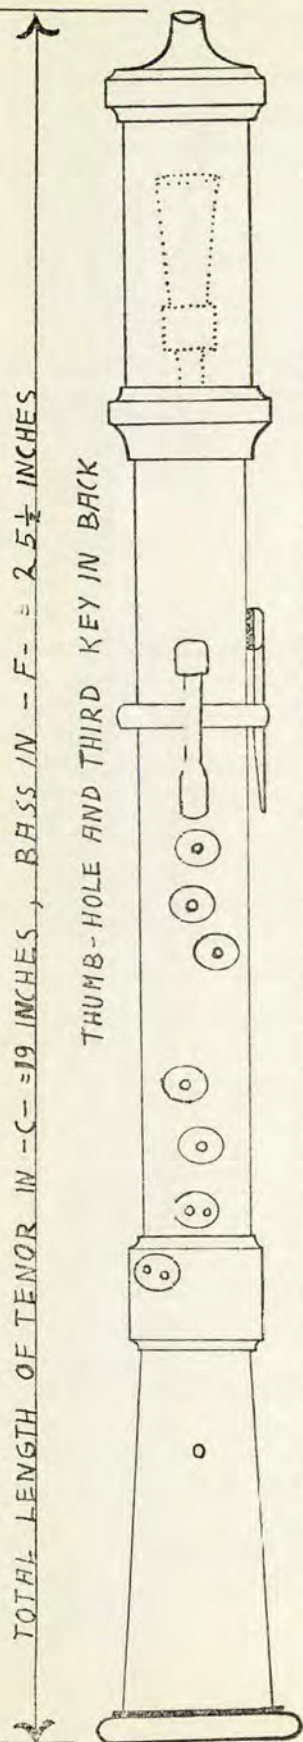 TOTAL LENGTH OF TENOR IN -C- =19 INCHES, BASS IN -F- = 25½ INCHES
THUMB-HOLE AND THIRD KEY IN BACK